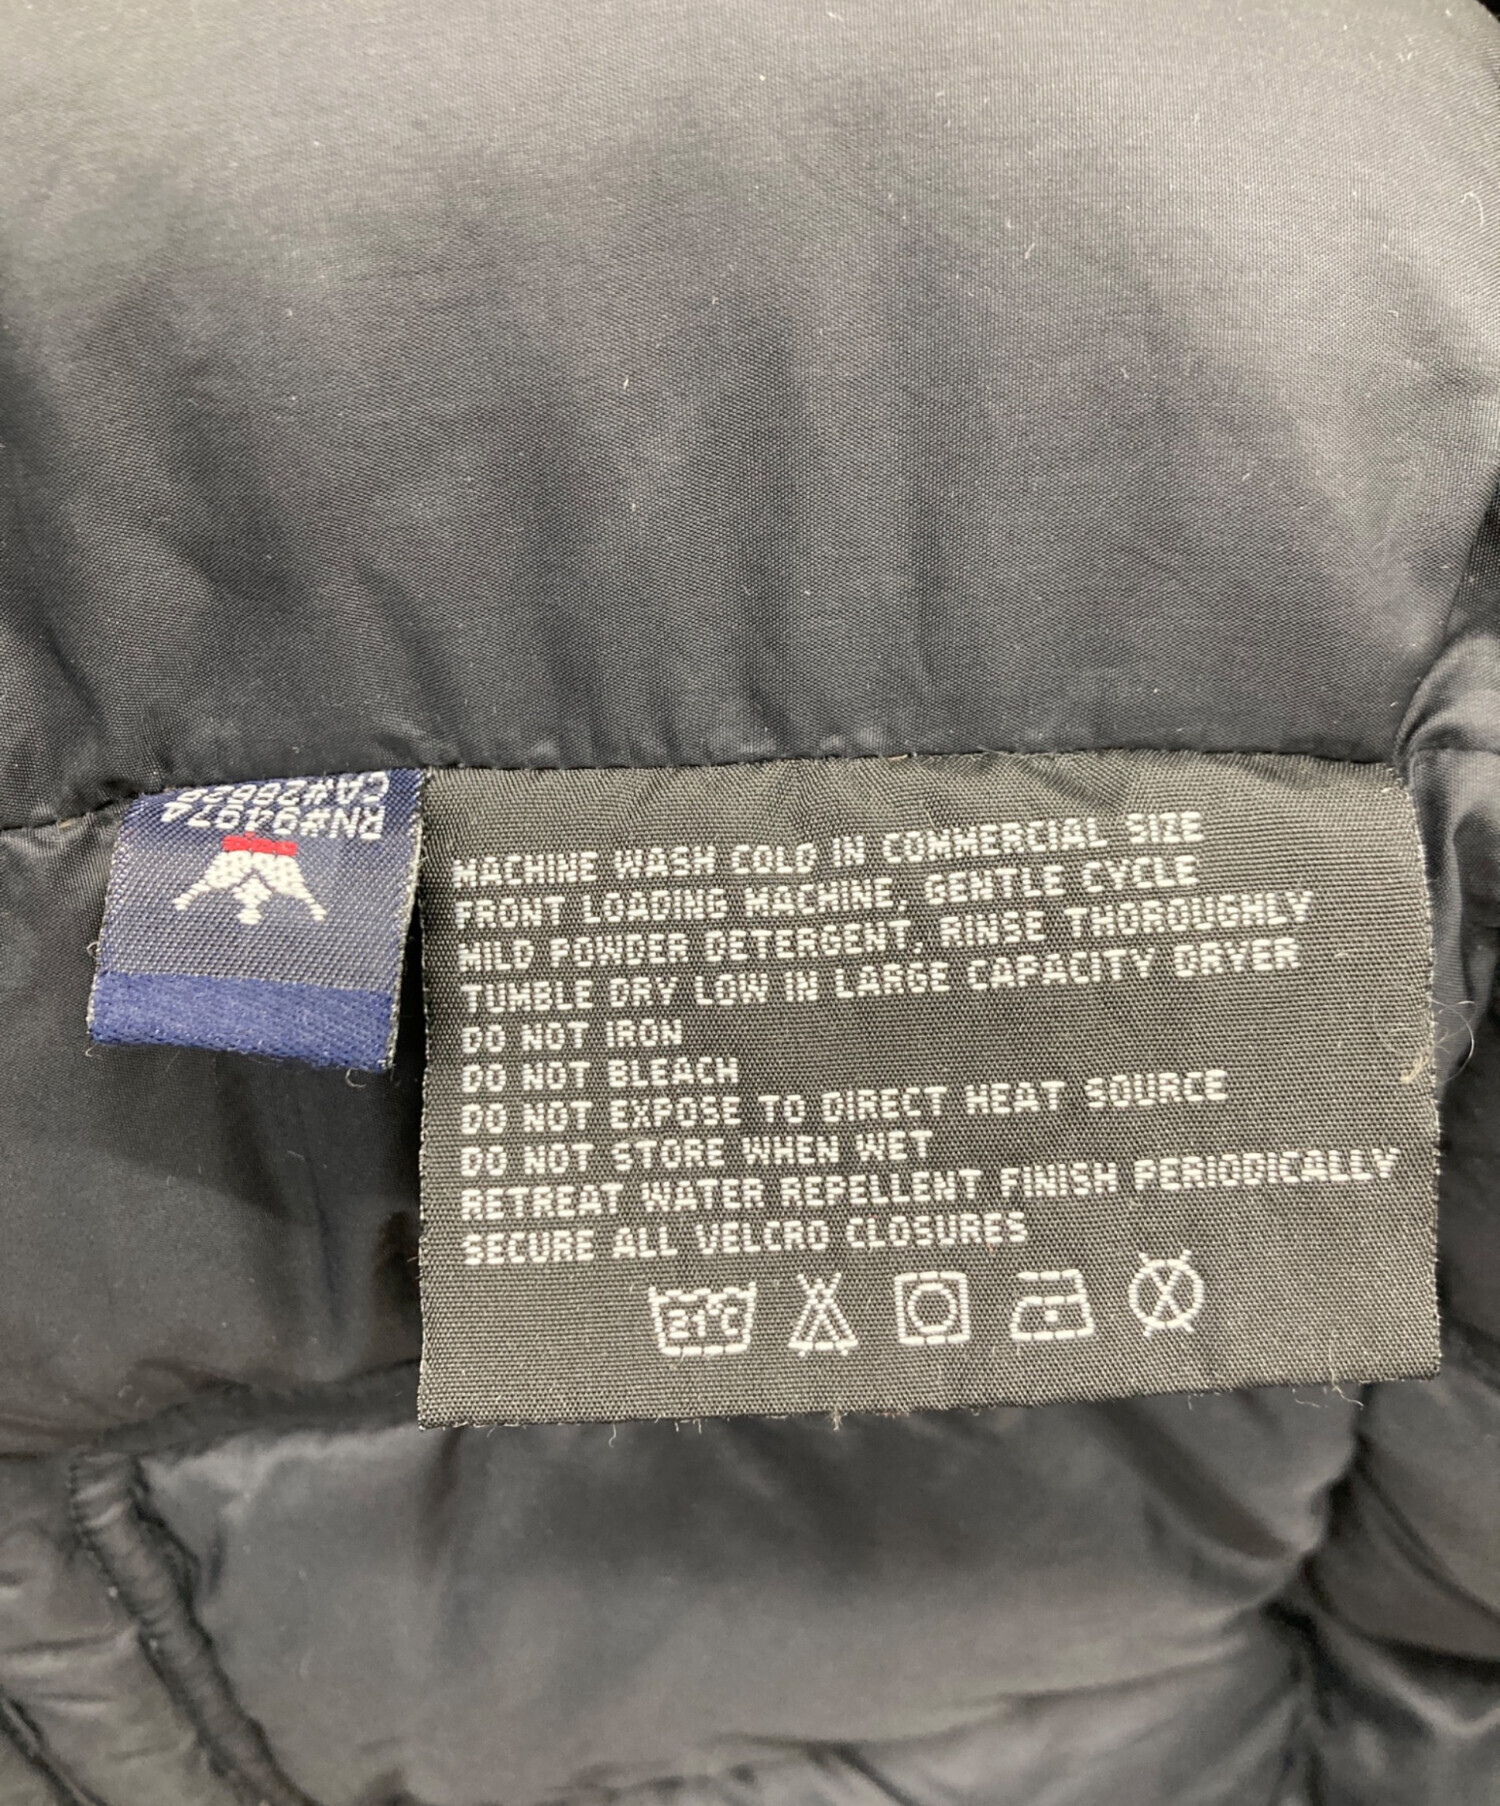 RN#94974
CA#28628
MACHINE WASH COLD IN COMMERCIAL SIZE
FRONT LOADING MACHINE, GENTLE CYCLE
MILD POWDER DETERGENT, RINSE THOROUGHLY
TUMBLE DRY LOW IN LARGE CAPACITY DRYER
DO NOT IRON
DO NOT BLEACH
DO NOT EXPOSE TO DIRECT HEAT SOURCE
DO NOT STORE WHEN WET
RETREAT WATER REPELLENT FINISH PERIODICALLY
SECURE ALL VELCRO CLOSURES
21°C